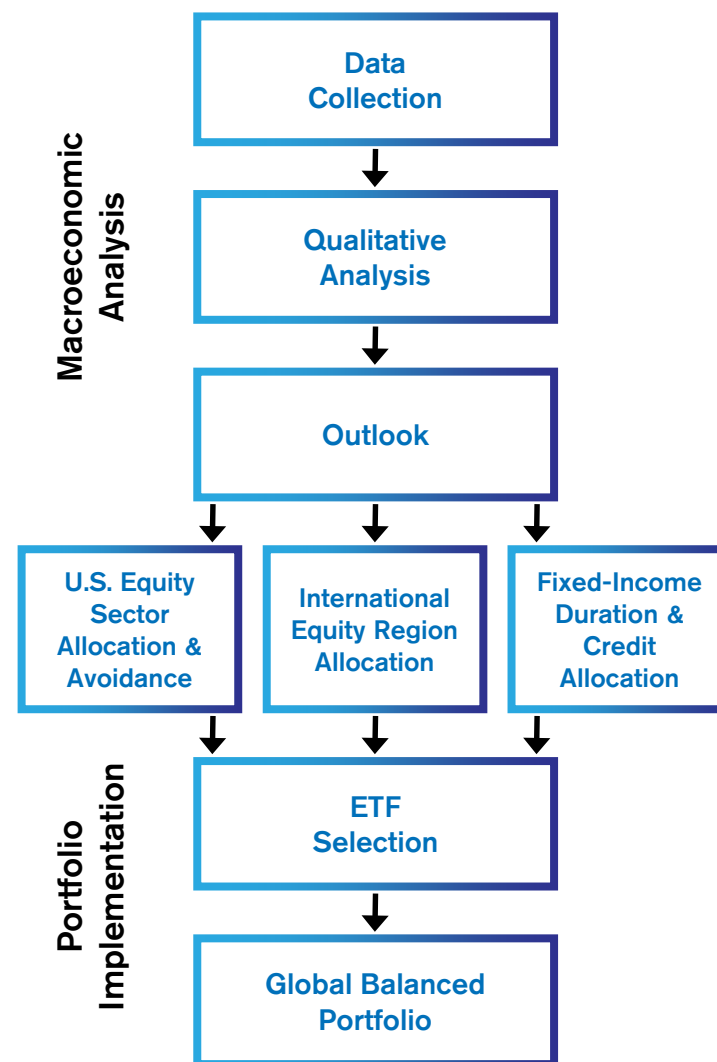 Data
Collection
Macroeconomic
Analysis
Qualitative
Analysis
Outlook
U.S. Equity
Sector
Allocation &
Avoidance
International
Equity Region
Allocation
Fixed-Income
Duration &
Credit
Allocation
Portfolio
Implementation
ETF
Selection
Global Balanced
Portfolio